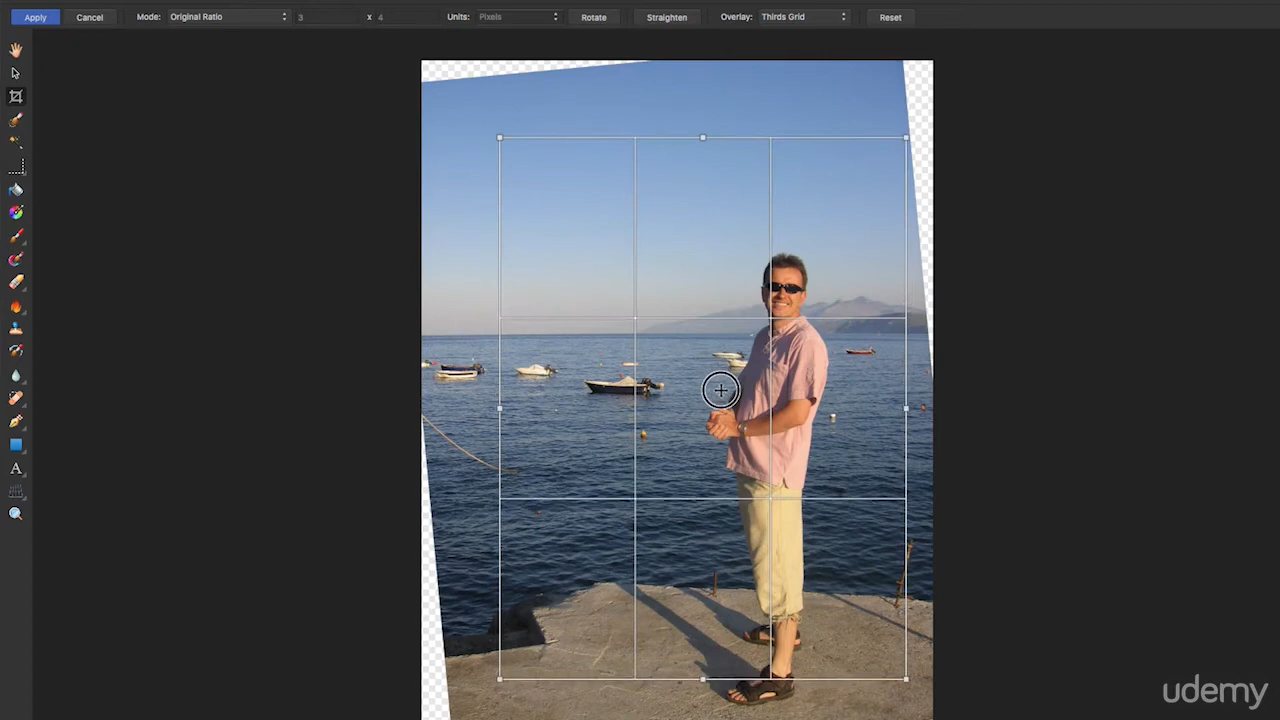 Apply Cancel Mode: Original Ratio 3 x 4 Units: Pixels Rotate Straighten Overlay: Thirds Grid Reset
A
udemy